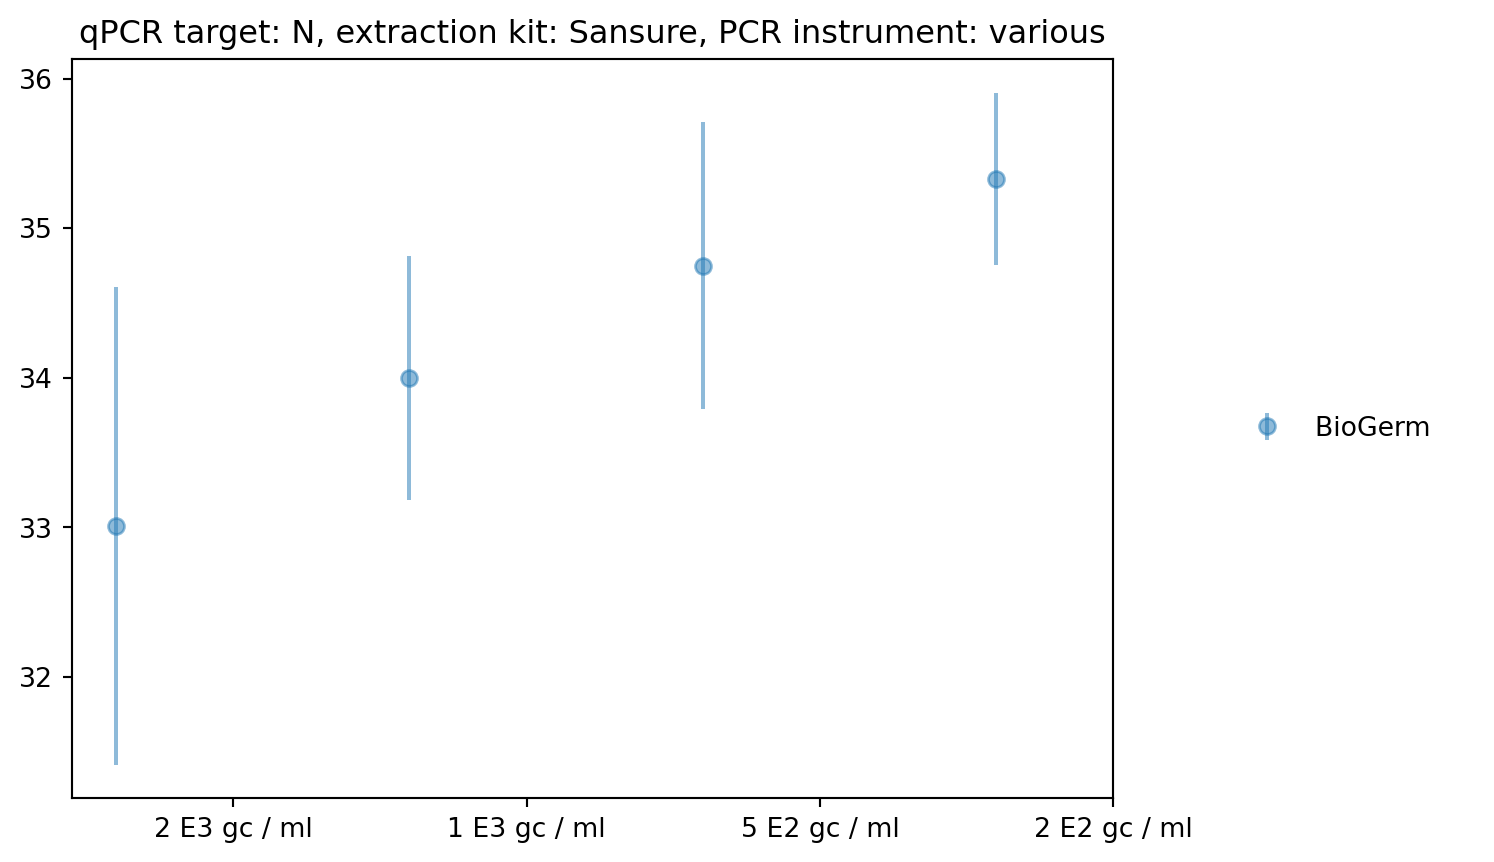 qPCR target: N, extraction kit: Sansure, PCR instrument: various
36
35
34
33
32
BioGerm
2 E3 gc / ml
1 E3 gc / ml
5 E2 gc / ml
2 E2 gc / ml